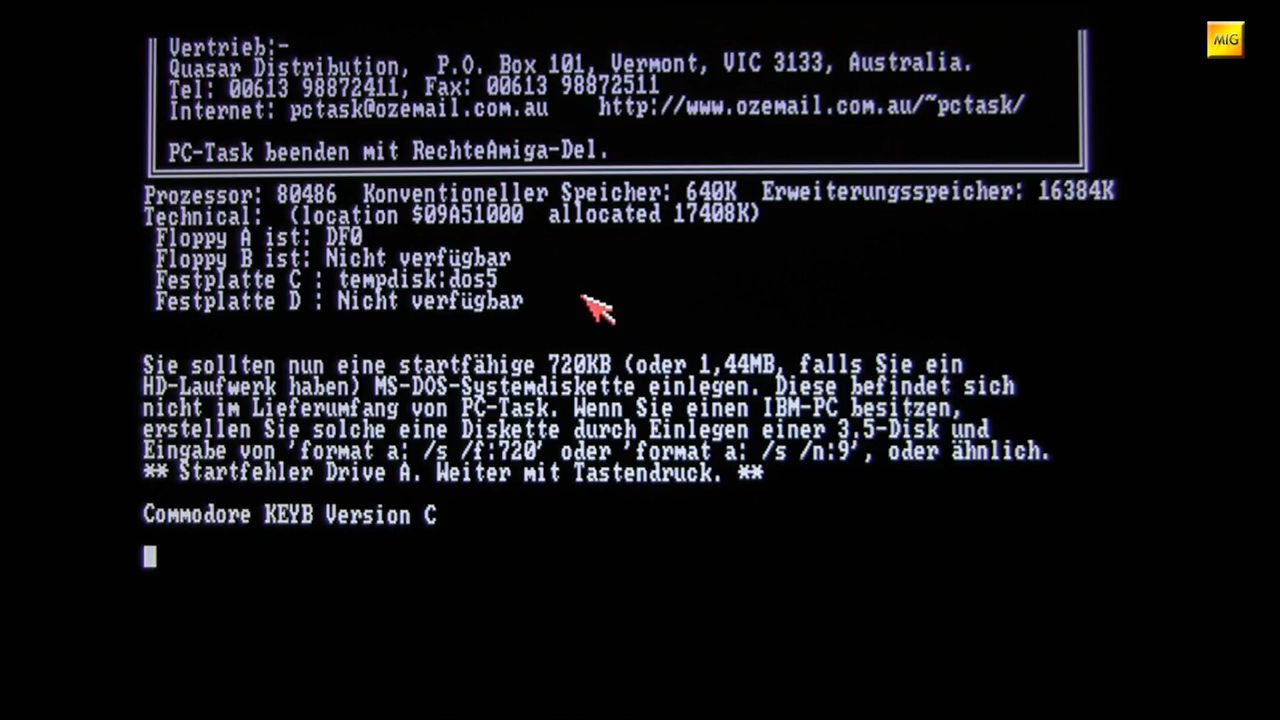 MIG
Vertrieb:-
Quasar Distribution,  P.O. Box 101, Vermont, VIC 3133, Australia.
Tel: 00613 98872411, Fax: 00613 98872511
Internet: pctask@ozemail.com.au    http://www.ozemail.com.au/~pctask/
PC-Task beenden mit RechteAmiga-Del.
Prozessor: 80486  Konventioneller Speicher: 640K  Erweiterungsspeicher: 16384K
Technical:  (location $09A51000  allocated 17408K)
Floppy A ist: DF0
Floppy B ist: Nicht verfügbar
Festplatte C : tempdisk:dos5
Festplatte D : Nicht verfügbar
Sie sollten nun eine startfähige 720KB (oder 1,44MB, falls Sie ein
HD-Laufwerk haben) MS-DOS-Systemdiskette einlegen. Diese befindet sich
nicht im Lieferumfang von PC-Task. Wenn Sie einen IBM-PC besitzen,
erstellen Sie solche eine Diskette durch Einlegen einer 3,5-Disk und
Eingabe von 'format a: /s /f:720' oder 'format a: /s /n:9', oder ähnlich.
** Startfehler Drive A. Weiter mit Tastendruck. **
Commodore KEYB Version C